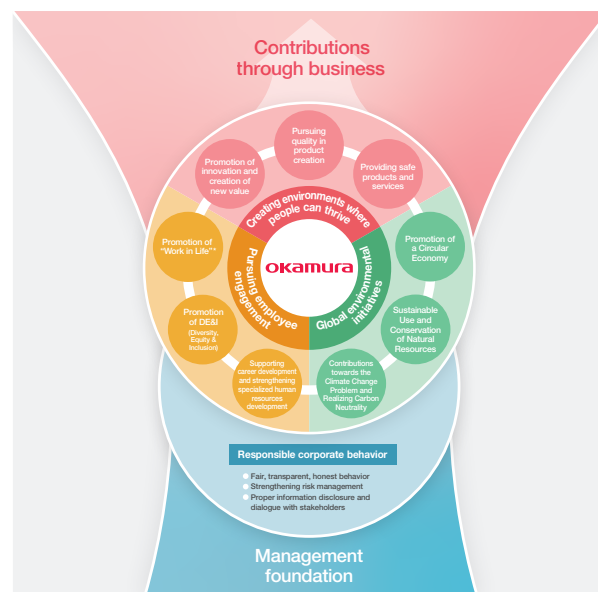 Contributions
through business
Pursuing
quality in
product
creation
Promotion of
innovation and
creation of
new value
Providing safe
products and
services
Creating environments where
people can thrive
Promotion of
"Work in Life"*
Promotion of
a Circular
Economy
okamura
Pursuing employee
engagement
Global environmental
initiatives
Promotion
of DE&I
(Diversity,
Equity &
Inclusion)
Sustainable
Use and
Conservation
of Natural
Resources
Supporting
career development
and strengthening
specialized human
resources
development
Contributions
towards the
Climate Change
Problem and
Realizing Carbon
Neutrality
Responsible corporate behavior
● Fair, transparent, honest behavior
● Strengthening risk management
● Proper information disclosure and
dialogue with stakeholders
Management
foundation